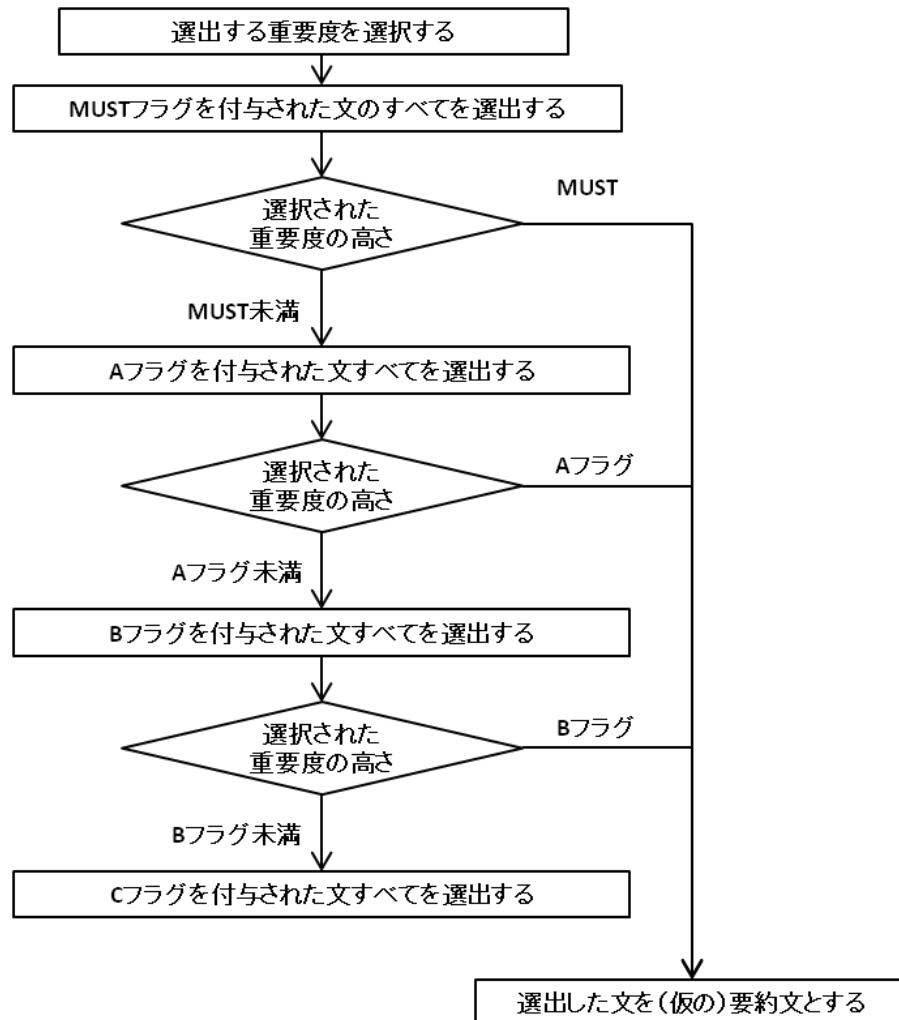 選出する重要度を選択する
MUSTフラグを付与された文のすべてを選出する
選択された
重要度の高さ
MUST
MUST未満
Aフラグを付与された文すべてを選出する
選択された
重要度の高さ
Aフラグ
Aフラグ未満
Bフラグを付与された文すべてを選出する
選択された
重要度の高さ
Bフラグ
Bフラグ未満
Cフラグを付与された文すべてを選出する
選出した文を(仮の)要約文とする